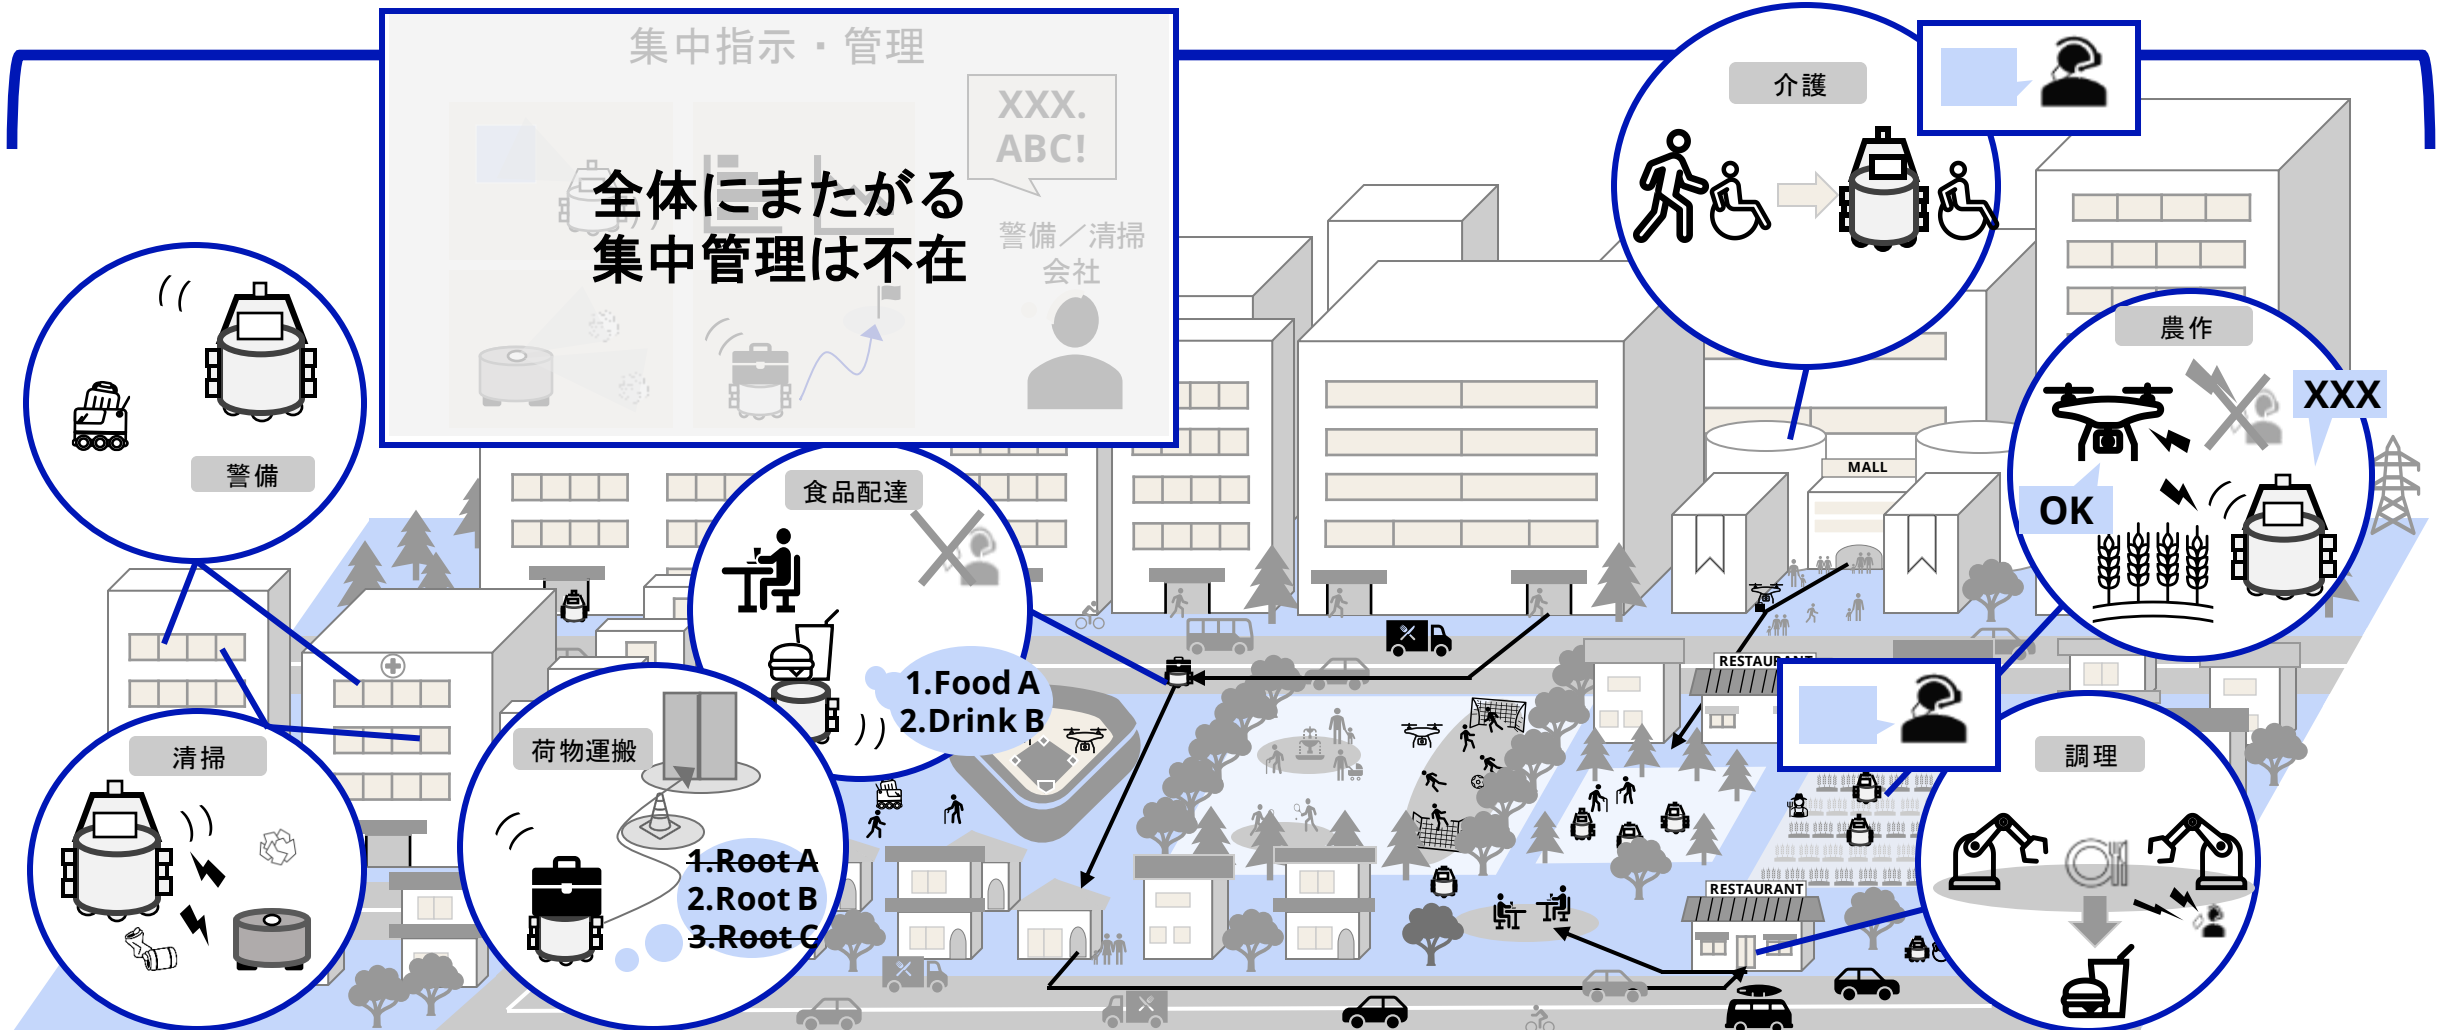 集中指示・管理
XXX.
ABC!
全体にまたがる
集中管理は不在
警備／清掃
会社
介護
農作
XXX
OK
警備
食品配達
1.Food A
2.Drink B
MALL
RESTAURANT
清掃
荷物運搬
1.Root A
2.Root B
3.Root C
調理
RESTAURANT